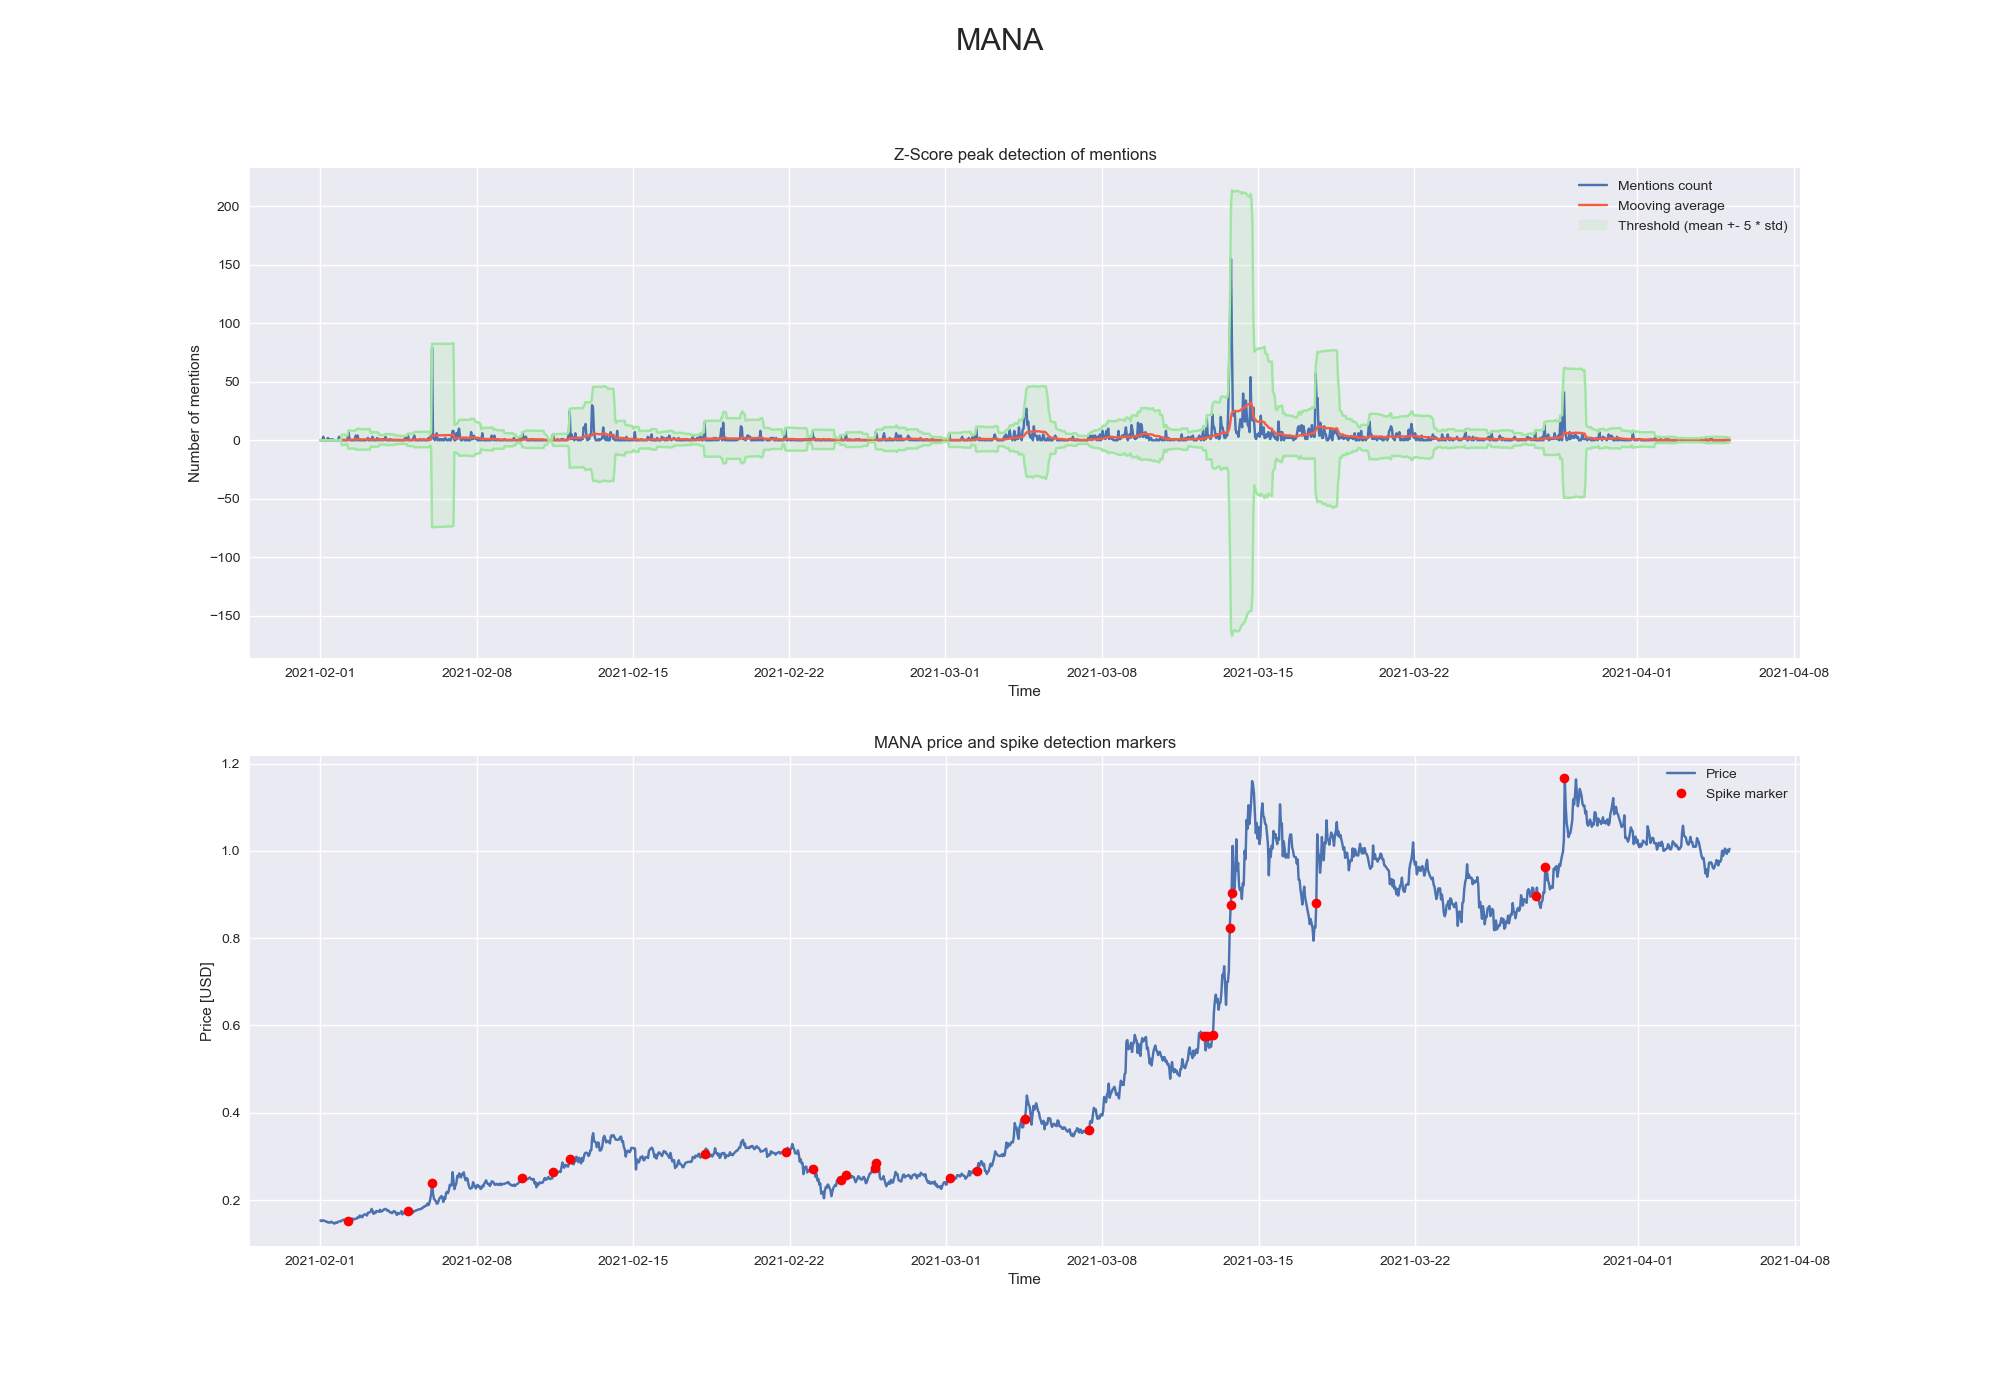 MANA
Z-Score peak detection of mentions
Mentions count
Mooving average
Threshold (mean +- 5 * std)
Number of mentions
200
150
100
50
0
−50
−100
−150
2021-02-01 2021-02-08 2021-02-15 2021-02-22 2021-03-01 2021-03-08 2021-03-15 2021-03-22 2021-04-01 2021-04-08
Time
MANA price and spike detection markers
Price
Spike marker
Price [USD]
1.2
1.0
0.8
0.6
0.4
0.2
2021-02-01 2021-02-08 2021-02-15 2021-02-22 2021-03-01 2021-03-08 2021-03-15 2021-03-22 2021-04-01 2021-04-08
Time